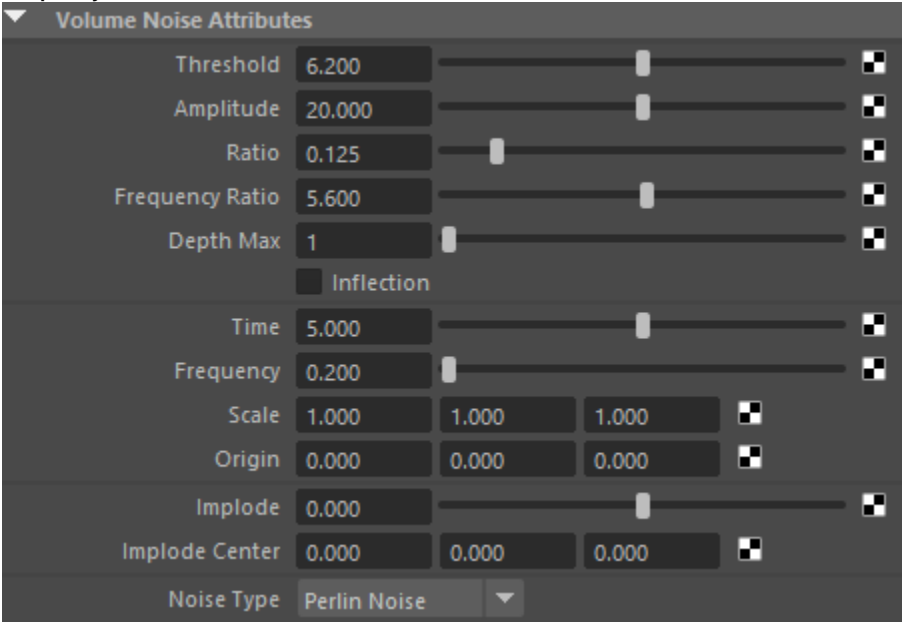 Volume Noise Attributes
Threshold 6.200
Amplitude 20.000
Ratio 0.125
Frequency Ratio 5.600
Depth Max 1
Inflection
Time 5.000
Frequency 0.200
Scale 1.000 1.000 1.000
Origin 0.000 0.000 0.000
Implode 0.000
Implode Center 0.000 0.000 0.000
Noise Type Perlin Noise